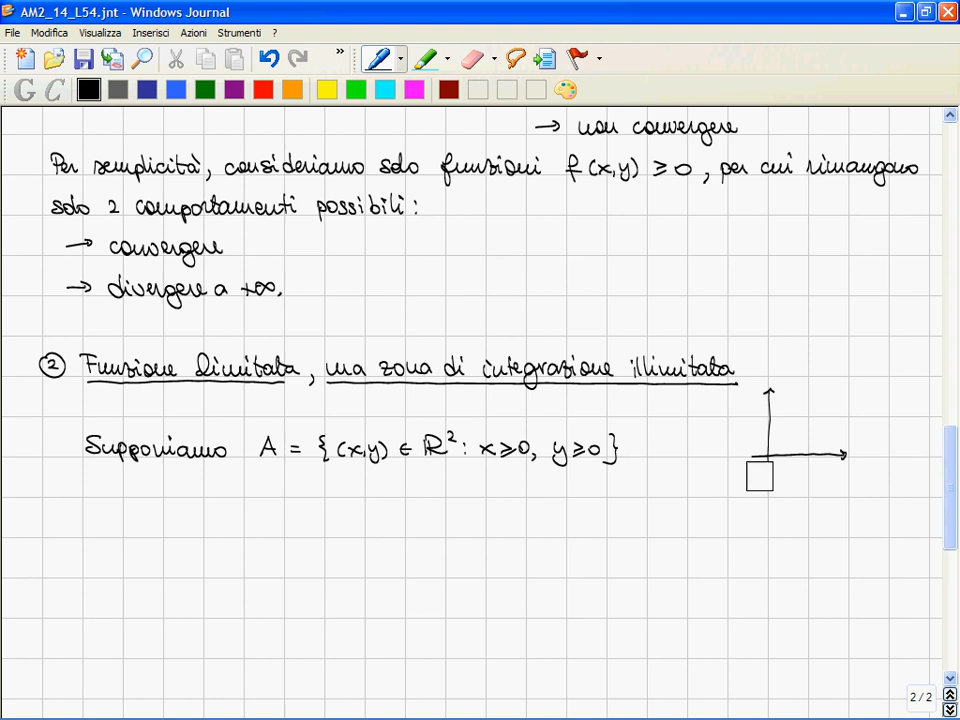 AM2_14_L54.jnt - Windows Journal
File Modifica Visualizza Inserisci Azioni Strumenti ?
»
G C
→ non convergere
Per semplicità, consideriamo solo funzioni f(x,y) ≥ 0, per cui rimangono
solo 2 comportamenti possibili:
→ convergere
→ divergere a +∞.
② Funzione limitata, ma zona di integrazione illimitata
Supponiamo A = {(x,y) ∈ ℝ²: x≥0, y≥0}
2 / 2